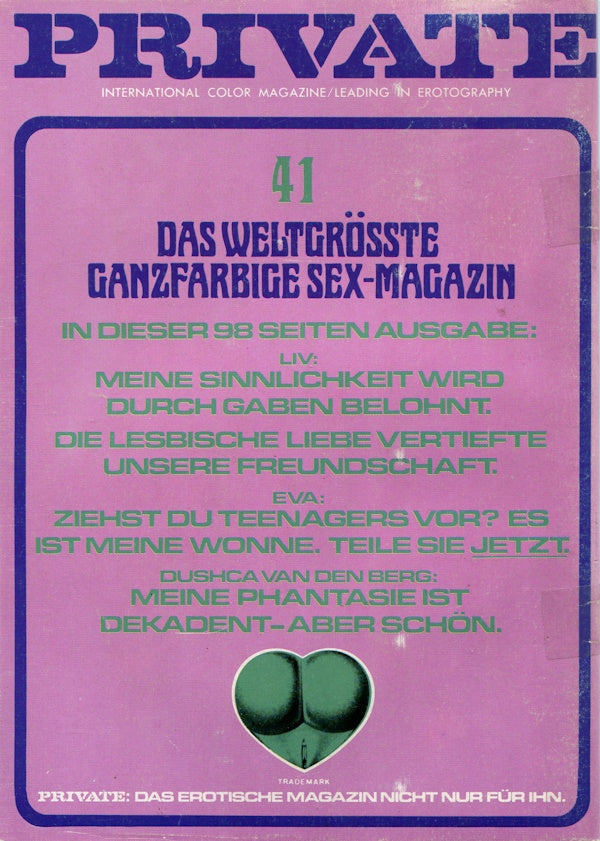 PRIVATE
INTERNATIONAL COLOR MAGAZINE/LEADING IN EROTOGRAPHY
41
DAS WELTGRÖSSTE
GANZFARBIGE SEX-MAGAZIN
IN DIESER 98 SEITEN AUSGABE:
LIV:
MEINE SINNLICHKEIT WIRD
DURCH GABEN BELOHNT.
DIE LESBISCHE LIEBE VERTIEFTE
UNSERE FREUNDSCHAFT.
EVA:
ZIEHST DU TEENAGERS VOR? ES
IST MEINE WONNE. TEILE SIE JETZT.
DUSHCA VAN DEN BERG:
MEINE PHANTASIE IST
DEKADENT-ABER SCHÖN.
TRADEMARK
PRIVATE: DAS EROTISCHE MAGAZIN NICHT NUR FÜR IHN.